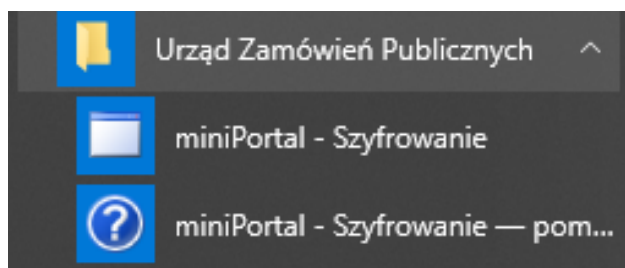 Urząd Zamówień Publicznych
miniPortal - Szyfrowanie
miniPortal - Szyfrowanie — pom...